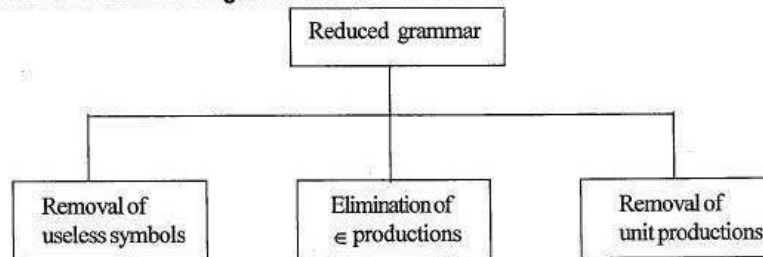 Reduced grammar
Removal of
useless symbols
Elimination of
∈ productions
Removal of
unit productions